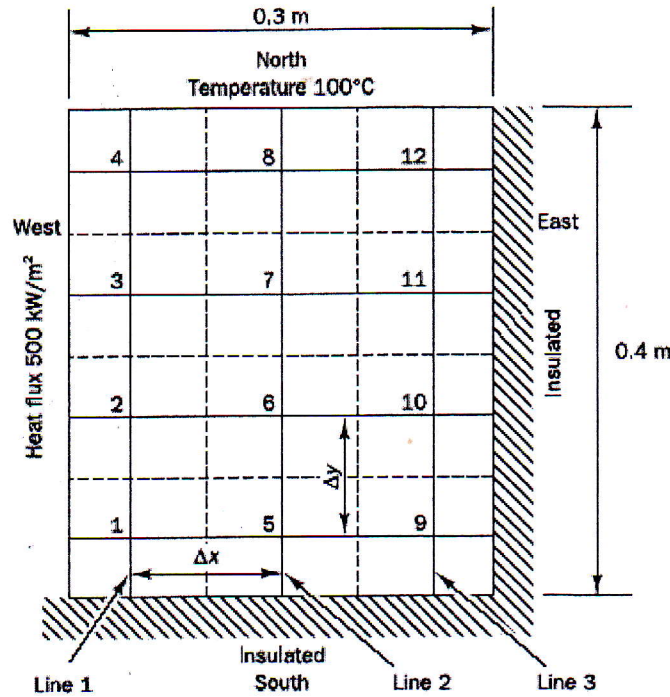 0.3 m
North
Temperature 100°C
4 8 12
West
East
3 7 11
Heat flux 500 kW/m²
Insulated
0.4 m
2 6 10
Δy
1 5 9
Δx
Insulated
South
Line 1
Line 2
Line 3